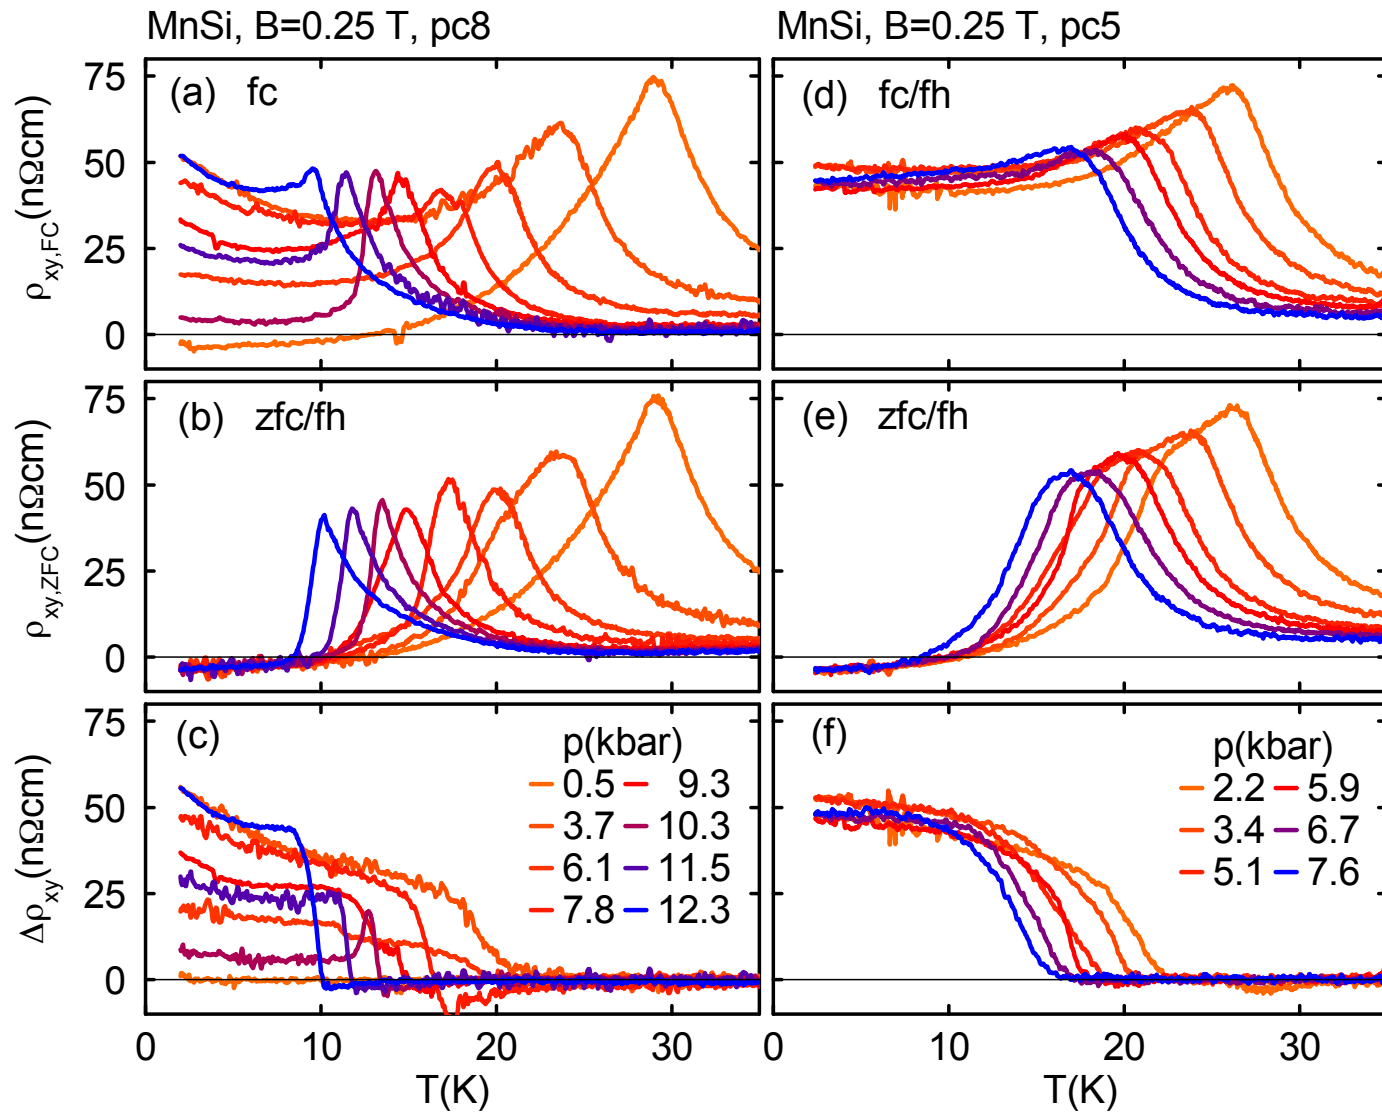 MnSi, B=0.25 T, pc8
MnSi, B=0.25 T, pc5
75
50
25
0
ρxy,FC(nΩcm)
(a) fc
(d) fc/fh
75
50
25
0
ρxy,ZFC(nΩcm)
(b) zfc/fh
(e) zfc/fh
75
50
25
0
Δρxy(nΩcm)
(c)
p(kbar)
0.5 9.3
3.7 10.3
6.1 11.5
7.8 12.3
(f)
p(kbar)
2.2 5.9
3.4 6.7
5.1 7.6
0 10 20 30
0 10 20 30
T(K)
T(K)